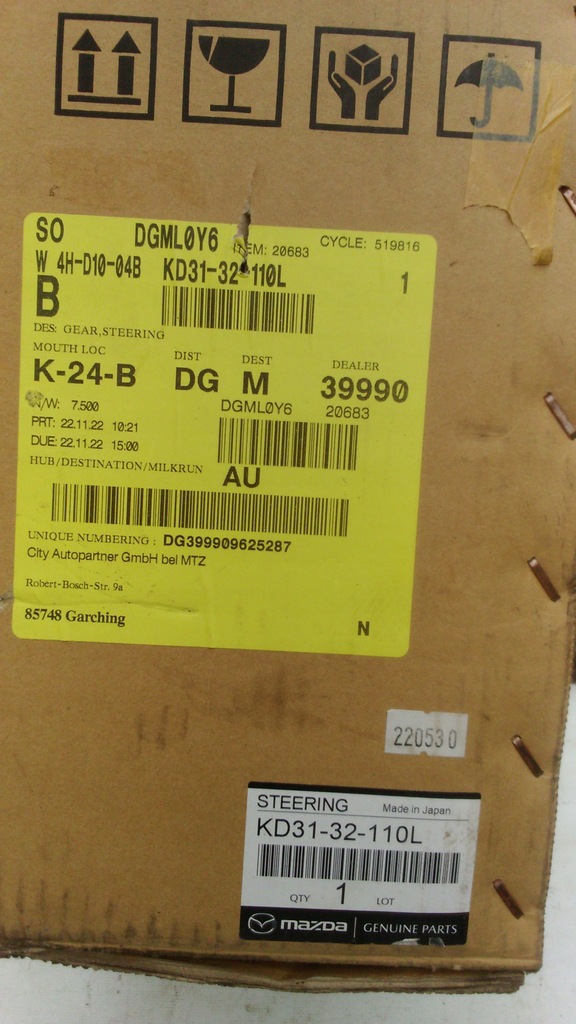 SO DGML0Y6 ITEM: 20683 CYCLE: 519816
W 4H-D10-04B KD31-32-110L 1
B
DES: GEAR,STEERING
MOUTH LOC DIST DEST DEALER
K-24-B DG M 39990
N/W: 7.500 DGML0Y6 20683
PRT: 22.11.22 10:21
DUE: 22.11.22 15:00
HUB/DESTINATION/MILKRUN AU
UNIQUE NUMBERING : DG399909625287
City Autopartner GmbH bei MTZ
Robert-Bosch-Str. 9a
85748 Garching
N
220530
STEERING Made in Japan
KD31-32-110L
QTY 1 LOT
mazda GENUINE PARTS